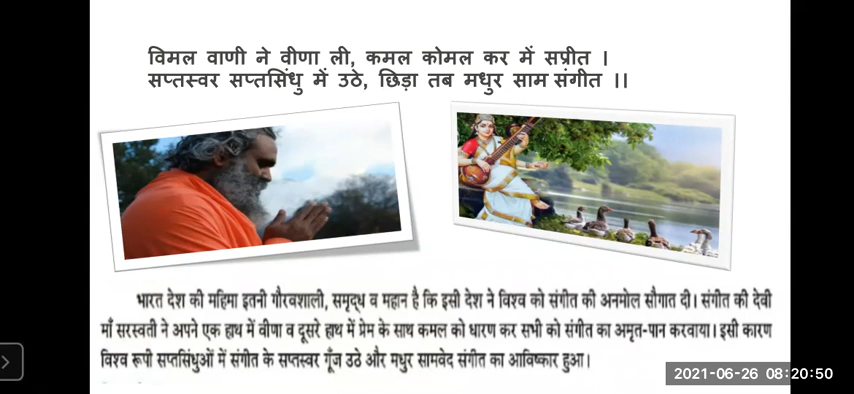 विमल वाणी ने वीणा ली, कमल कोमल कर में सप्रीत ।
सप्तस्वर सप्तसिंधु में उठे, छिड़ा तब मधुर साम संगीत ।।
भारत देश की महिमा इतनी गौरवशाली, समृद्ध व महान है कि इसी देश ने विश्व को संगीत की अनमोल सौगात दी। संगीत की देवी
माँ सरस्वती ने अपने एक हाथ में वीणा व दूसरे हाथ में प्रेम के साथ कमल को धारण कर सभी को संगीत का अमृत-पान करवाया। इसी कारण
विश्व रूपी सप्तसिंधुओं में संगीत के सप्तस्वर गूँज उठे और मधुर सामवेद संगीत का आविष्कार हुआ।
2021-06-26 08:20:50